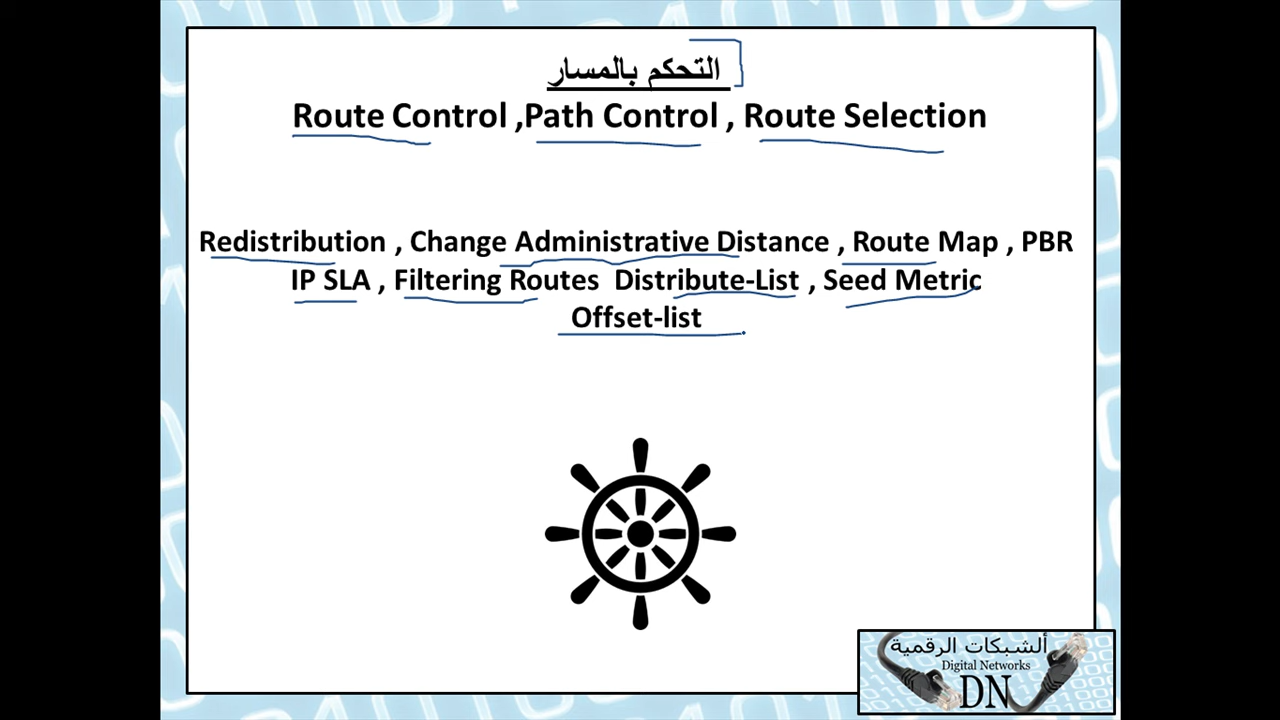 التحكم بالمسار
Route Control ,Path Control , Route Selection
Redistribution , Change Administrative Distance , Route Map , PBR
IP SLA , Filtering Routes Distribute-List , Seed Metric
Offset-list
ألشبكات الرقمية
Digital Networks
DN